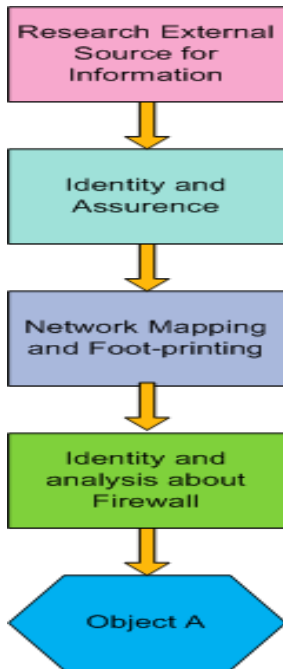 Research External
Source for
Information
Identity and
Assurence
Network Mapping
and Foot-printing
Identity and
analysis about
Firewall
Object A